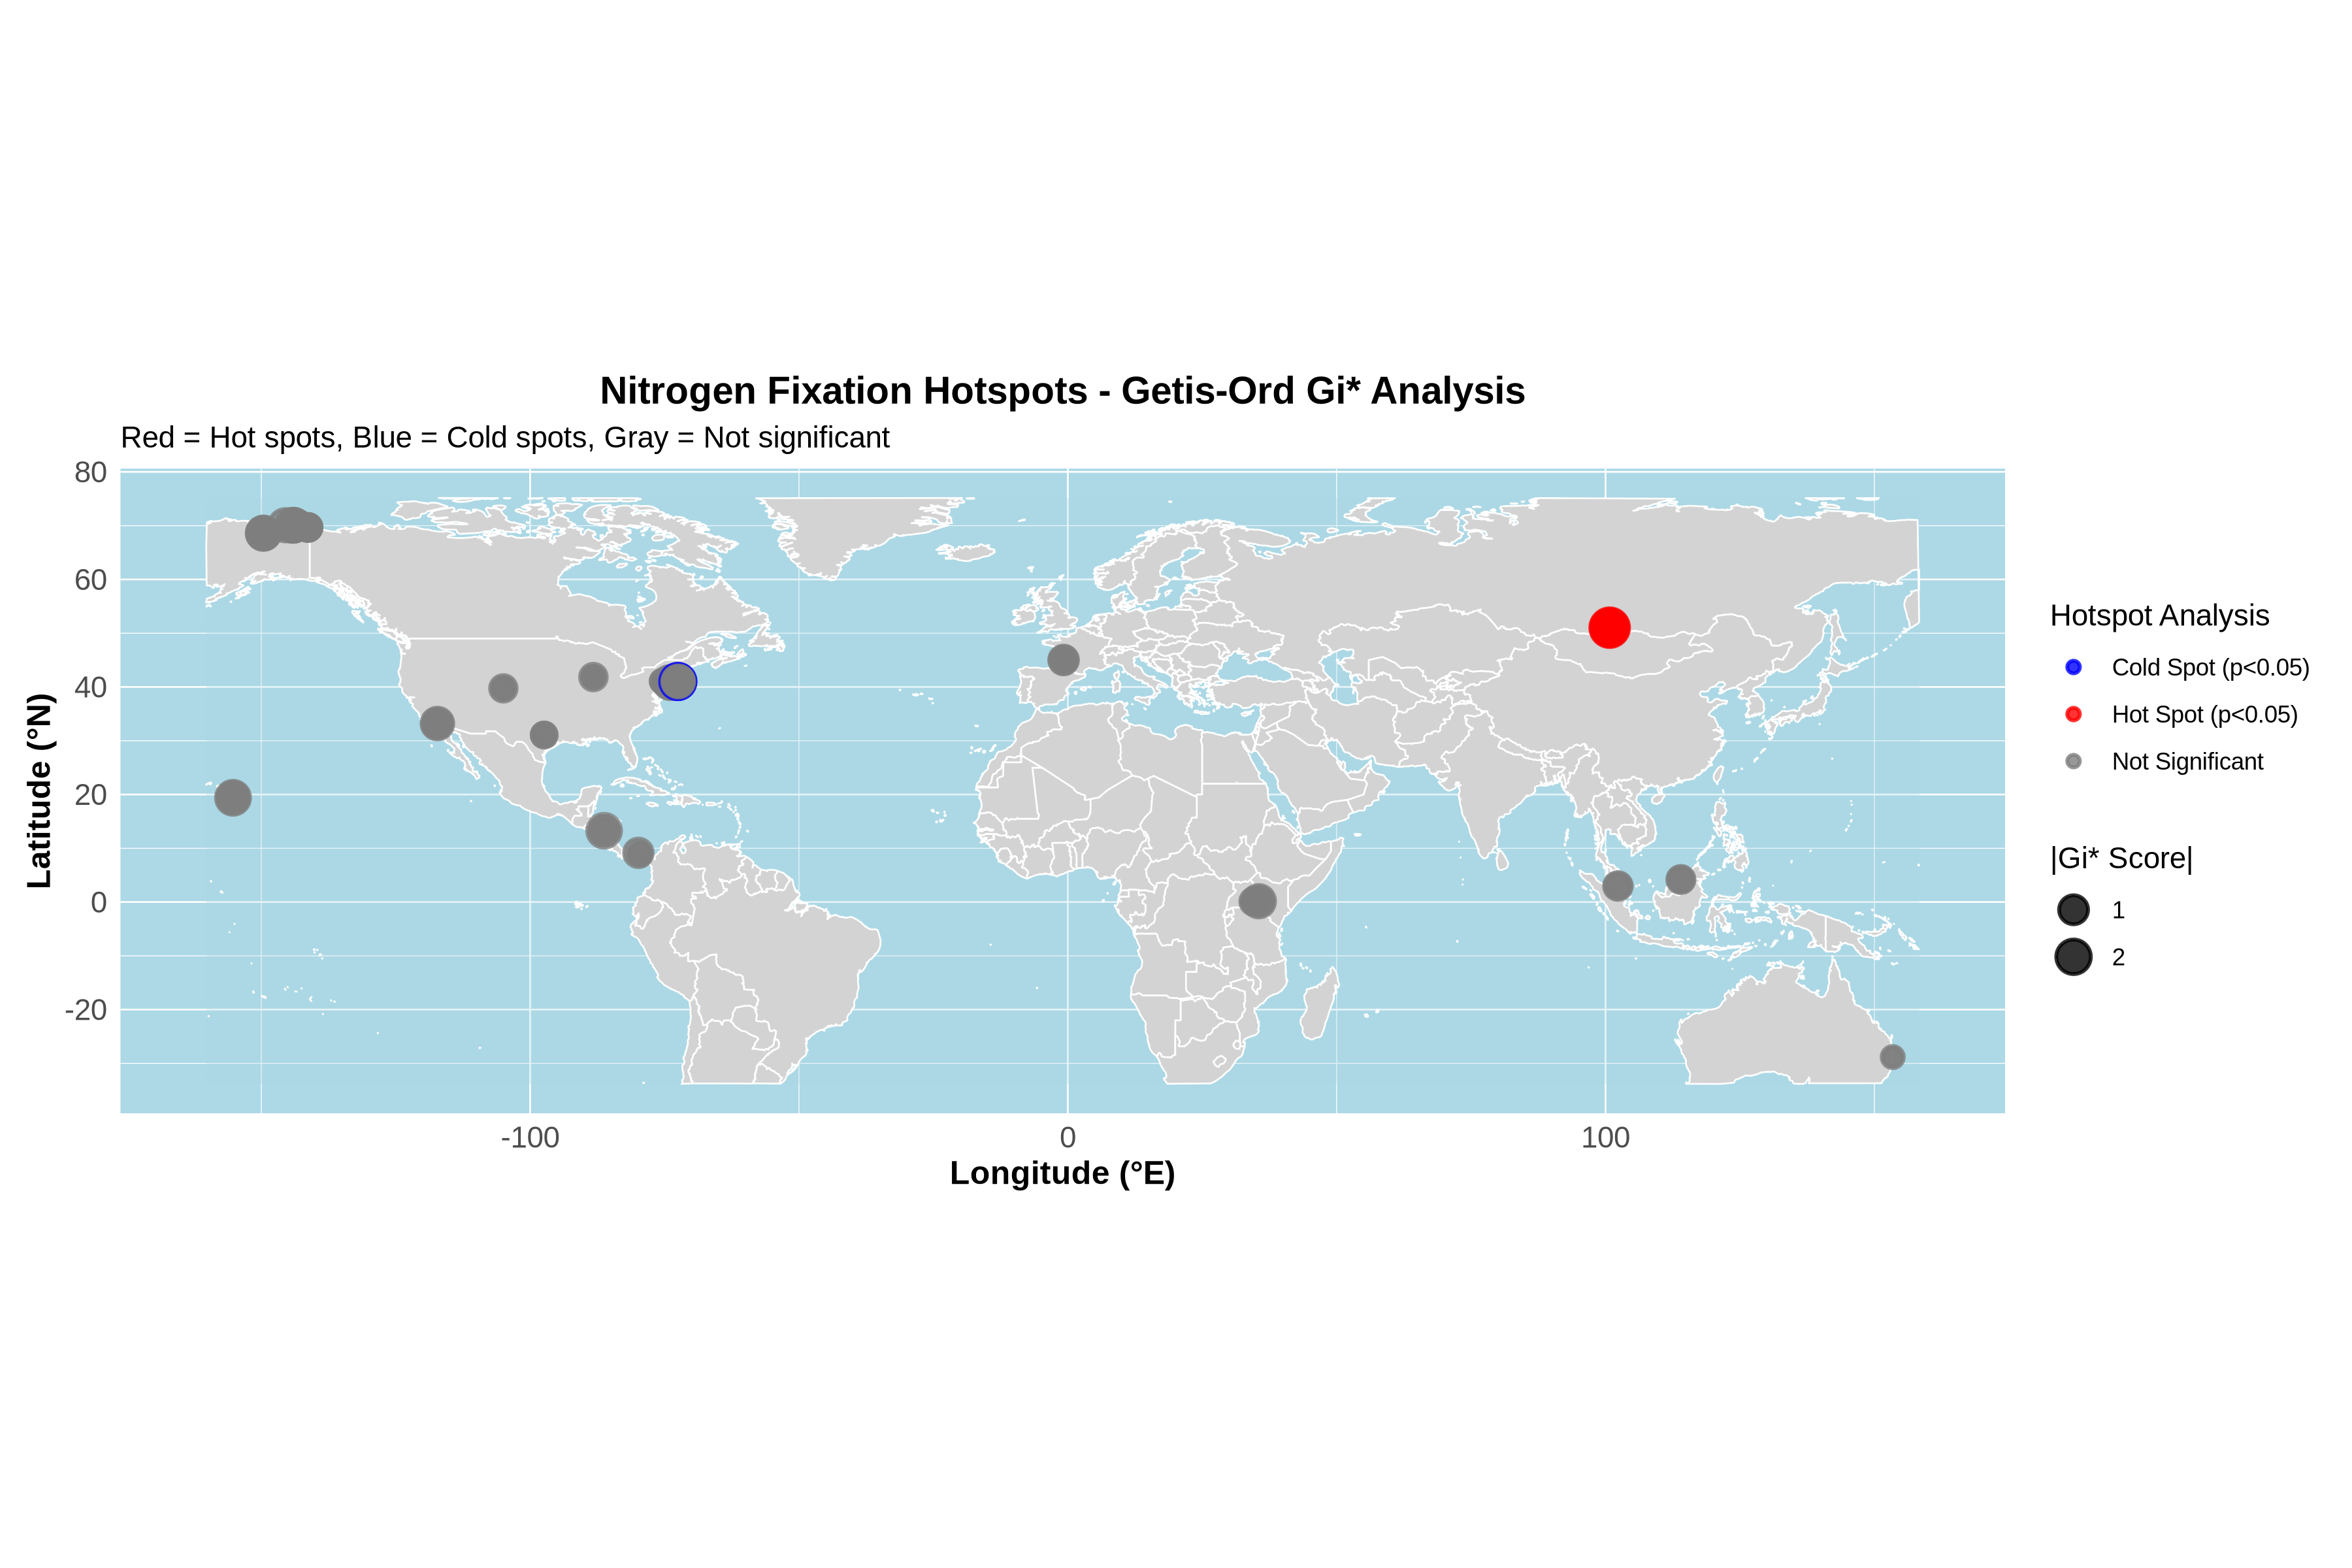 Nitrogen Fixation Hotspots - Getis-Ord Gi* Analysis
Red = Hot spots, Blue = Cold spots, Gray = Not significant
80
60
40
20
0
-20
Latitude (°N)
-100
0
100
Longitude (°E)
Hotspot Analysis
Cold Spot (p<0.05)
Hot Spot (p<0.05)
Not Significant
|Gi* Score|
1
2